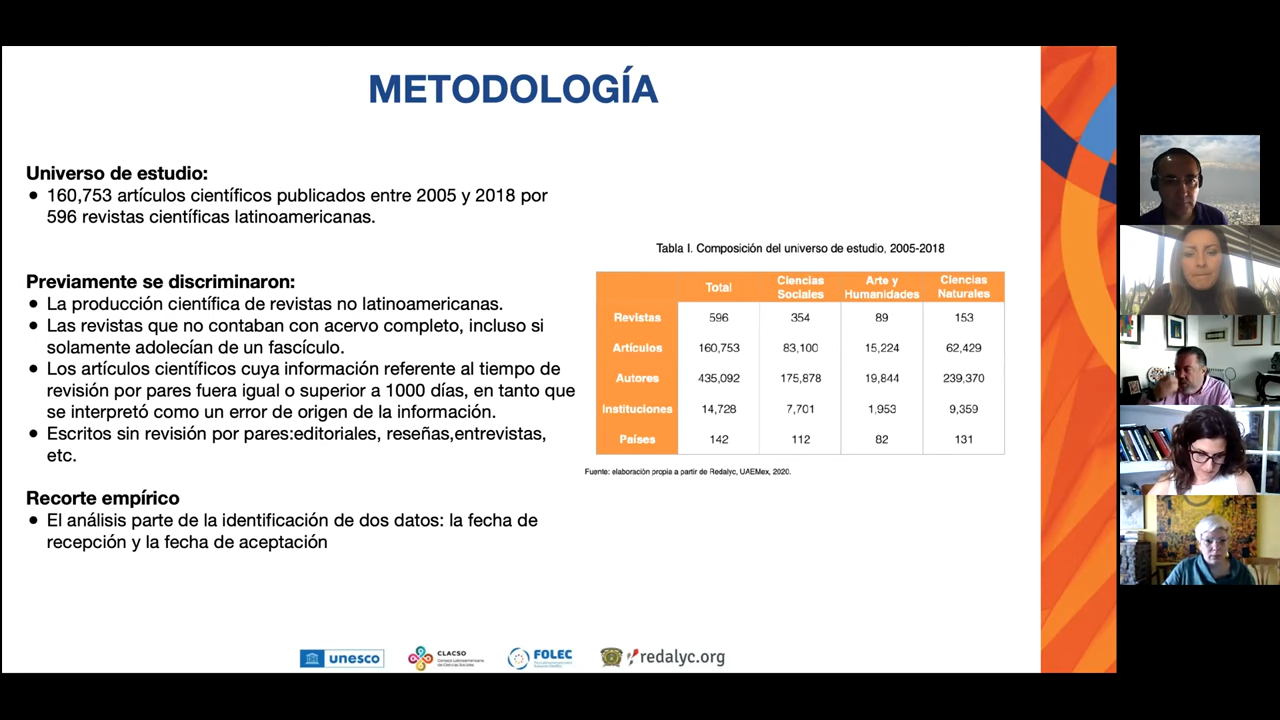 METODOLOGÍA
Universo de estudio:
● 160,753 artículos científicos publicados entre 2005 y 2018 por
596 revistas científicas latinoamericanas.
Previamente se discriminaron:
● La producción científica de revistas no latinoamericanas.
● Las revistas que no contaban con acervo completo, incluso si
solamente adolecían de un fascículo.
● Los artículos científicos cuya información referente al tiempo de
revisión por pares fuera igual o superior a 1000 días, en tanto que
se interpretó como un error de origen de la información.
● Escritos sin revisión por pares:editoriales, reseñas,entrevistas,
etc.
Recorte empírico
● El análisis parte de la identificación de dos datos: la fecha de
recepción y la fecha de aceptación
Tabla I. Composición del universo de estudio, 2005-2018
Total Ciencias Sociales Arte y Humanidades Ciencias Naturales
Revistas 596 354 89 153
Artículos 160,753 83,100 15,224 62,429
Autores 435,092 175,878 19,844 239,370
Instituciones 14,728 7,701 1,953 9,359
Países 142 112 82 131
Fuente: elaboración propia a partir de Redalyc, UAEMex, 2020.
unesco
CLACSO
FOLEC
redalyc.org